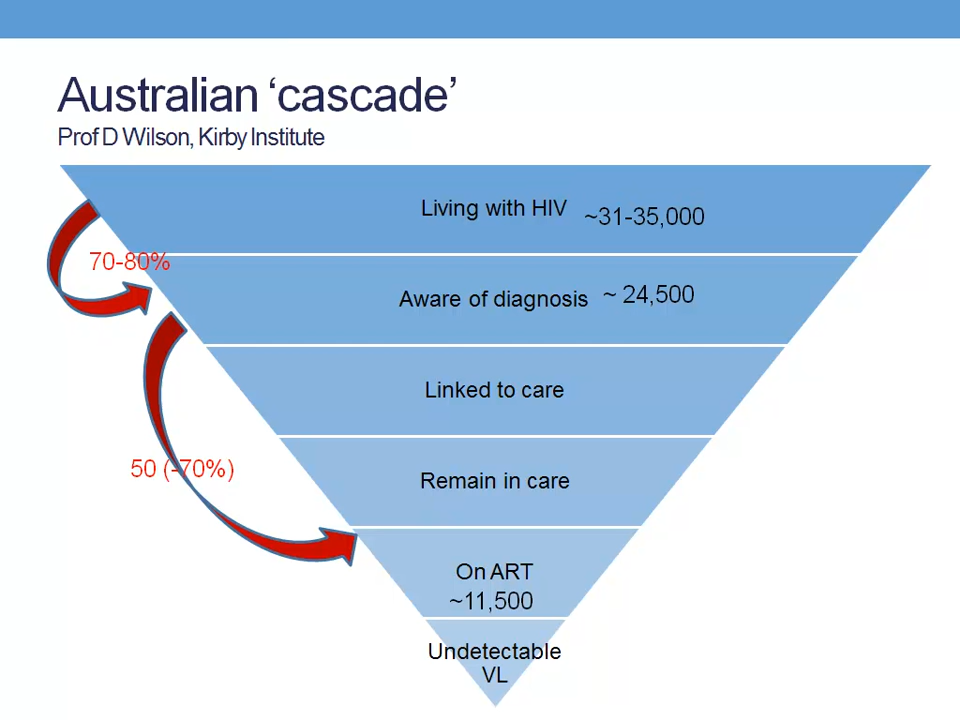 Australian ‘cascade’
Prof D Wilson, Kirby Institute
Living with HIV ~31-35,000
70-80%
Aware of diagnosis ~ 24,500
Linked to care
50 (-70%)
Remain in care
On ART
~11,500
Undetectable
VL